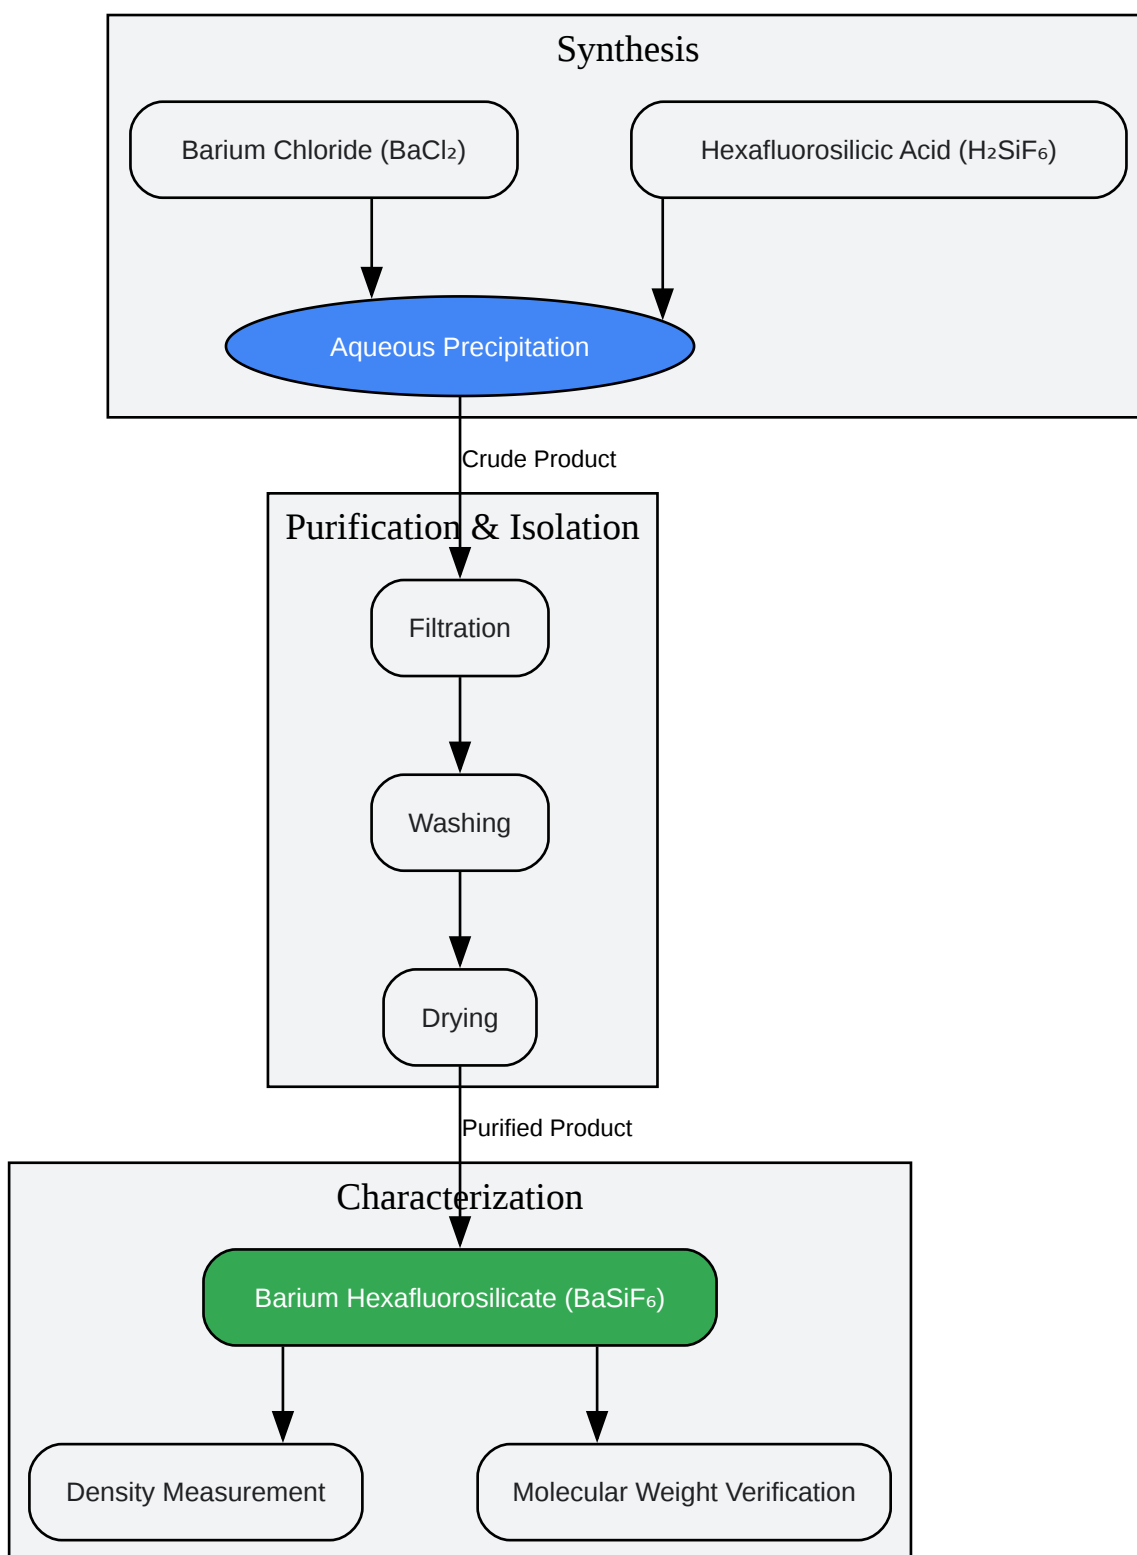 Synthesis
Barium Chloride (BaCl₂)
Hexafluorosilicic Acid (H₂SiF₆)
Aqueous Precipitation
Crude Product
Purification & Isolation
Filtration
Washing
Drying
Purified Product
Characterization
Barium Hexafluorosilicate (BaSiF₆)
Density Measurement
Molecular Weight Verification